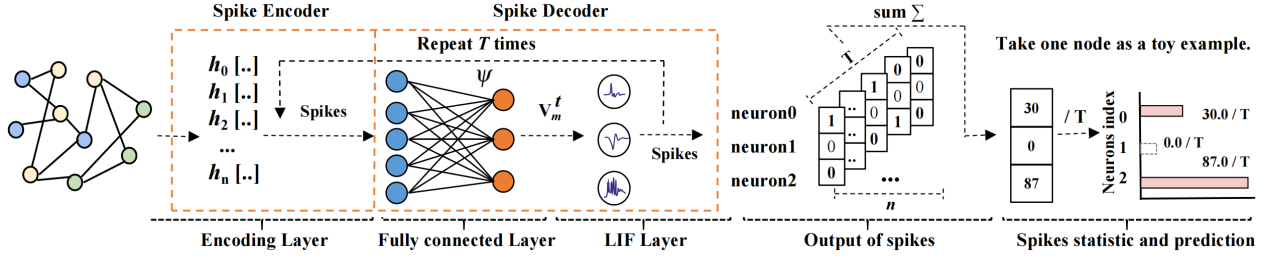 Spike Encoder
Spike Decoder
sum ∑
Repeat T times
T
Take one node as a toy example.
h0 [..]
h1 [..]
h2 [..]
...
hn [..]
Spikes
ψ
V_m^t
Spikes
neuron0
neuron1
neuron2
1
0
0
..
..
1
0
0
0
0
1
0
0
0
...
n
30
0
87
/ T
Neurons index
0
1
2
30.0 / T
0.0 / T
87.0 / T
Encoding Layer
Fully connected Layer
LIF Layer
Output of spikes
Spikes statistic and prediction